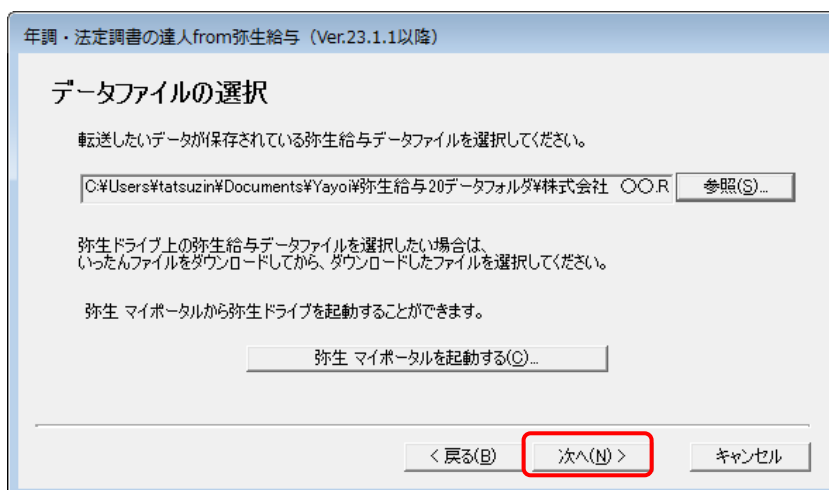 年調・法定調書の達人from弥生給与（Ver.23.1.1以降）
データファイルの選択
転送したいデータが保存されている弥生給与データファイルを選択してください。
C:¥Users¥tatsuzin¥Documents¥Yayoi¥弥生給与20データフォルダ¥株式会社　〇〇.R
参照(S)...
弥生ドライブ上の弥生給与データファイルを選択したい場合は、
いったんファイルをダウンロードしてから、ダウンロードしたファイルを選択してください。
弥生 マイポータルから弥生ドライブを起動することができます。
弥生 マイポータルを起動する(C)...
< 戻る(B) 次へ(N) > キャンセル